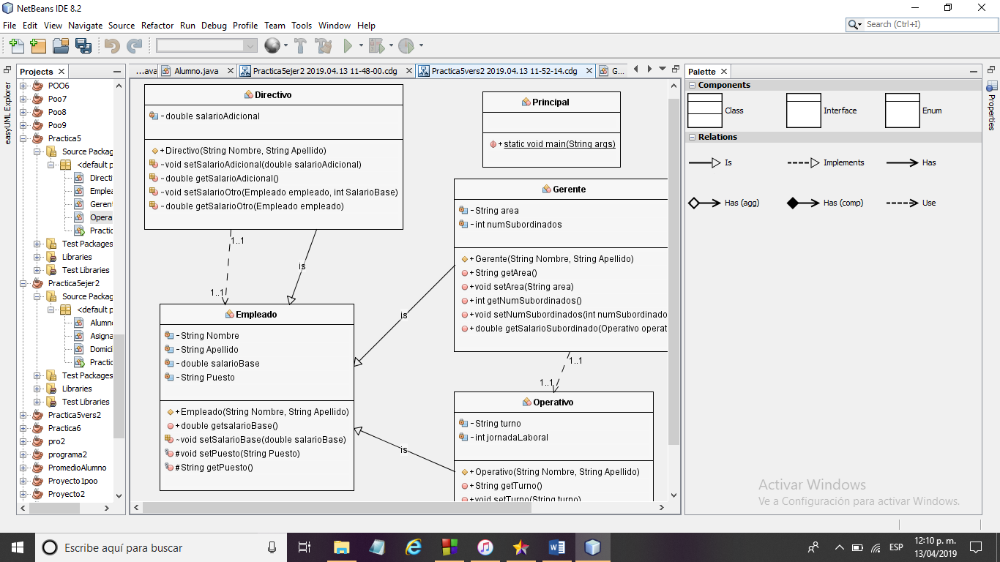 NetBeans IDE 8.2
File Edit View Navigate Source Refactor Run Debug Profile Team Tools Window Help
Search (Ctrl+I)
easyUML Explorer
Projects
POO6
Poo7
Poo8
Poo9
Practica5
Source Packag
<default p
Directi
Emplea
Gerent
Opera
Practic
Test Packages
Libraries
Test Libraries
Practica5ejer2
Source Packag
<default p
Alumno
Asigna
Domici
Practic
Test Packages
Libraries
Test Libraries
Practica5vers2
Practica6
pro2
programa2
PromedioAlumno
Proyecto1poo
Proyecto2
...ava Alumno.java Practica5ejer2 2019.04.13 11-48-00.cdg Practica5vers2 2019.04.13 11-52-14.cdg G...
Directivo
- double salarioAdicional
+ Directivo(String Nombre, String Apellido)
~ void setSalarioAdicional(double salarioAdicional)
~ double getSalarioAdicional()
~ void setSalarioOtro(Empleado empleado, int SalarioBase)
~ double getSalarioOtro(Empleado empleado)
1..1
1..1
is
Empleado
- String Nombre
- String Apellido
- double salarioBase
- String Puesto
+ Empleado(String Nombre, String Apellido)
+ double getsalarioBase()
~ void setSalarioBase(double salarioBase)
# void setPuesto(String Puesto)
# String getPuesto()
is
is
Principal
+ static void main(String args)
Gerente
- String area
- int numSubordinados
+ Gerente(String Nombre, String Apellido)
+ String getArea()
+ void setArea(String area)
+ int getNumSubordinados()
+ void setNumSubordinados(int numSubordinado
+ double getSalarioSubordinado(Operativo operat
1..1
1..1
Operativo
- String turno
- int jornadaLaboral
+ Operativo(String Nombre, String Apellido)
+ String getTurno()
+ void setTurno(String turno)
Palette
Components
Class Interface Enum
Relations
Is Implements Has
Has (agg) Has (comp) Use
Properties
Activar Windows
Ve a Configuración para activar Windows.
Escribe aquí para buscar
ESP
12:10 p. m.
13/04/2019